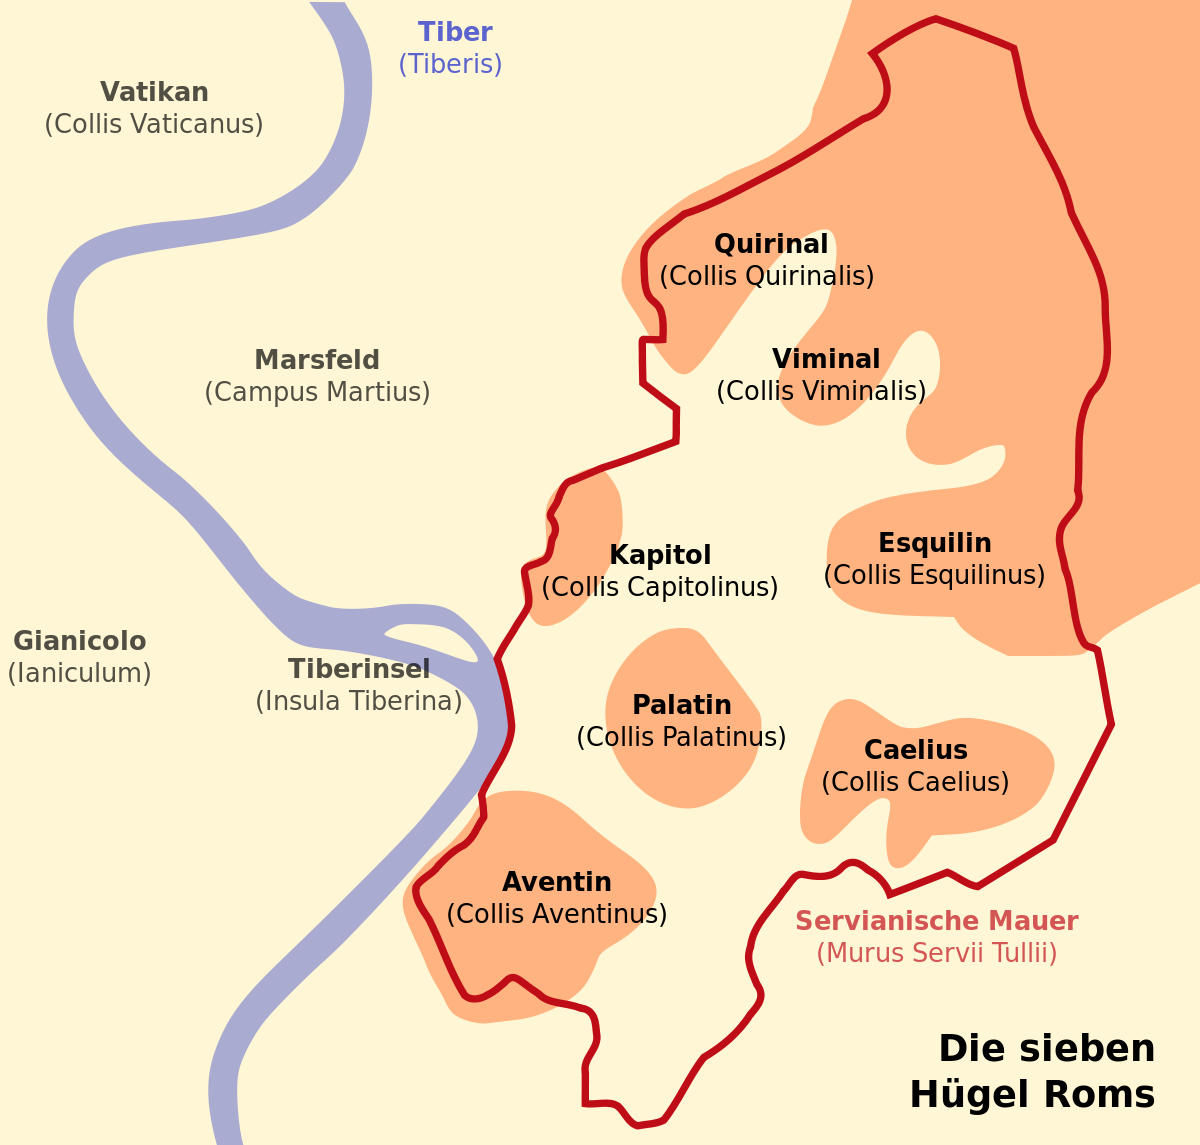 Tiber
(Tiberis)
Vatikan
(Collis Vaticanus)
Quirinal
(Collis Quirinalis)
Marsfeld
(Campus Martius)
Viminal
(Collis Viminalis)
Kapitol
(Collis Capitolinus)
Esquilin
(Collis Esquilinus)
Gianicolo
(Ianiculum)
Tiberinsel
(Insula Tiberina)
Palatin
(Collis Palatinus)
Caelius
(Collis Caelius)
Aventin
(Collis Aventinus)
Servianische Mauer
(Murus Servii Tullii)
Die sieben
Hügel Roms